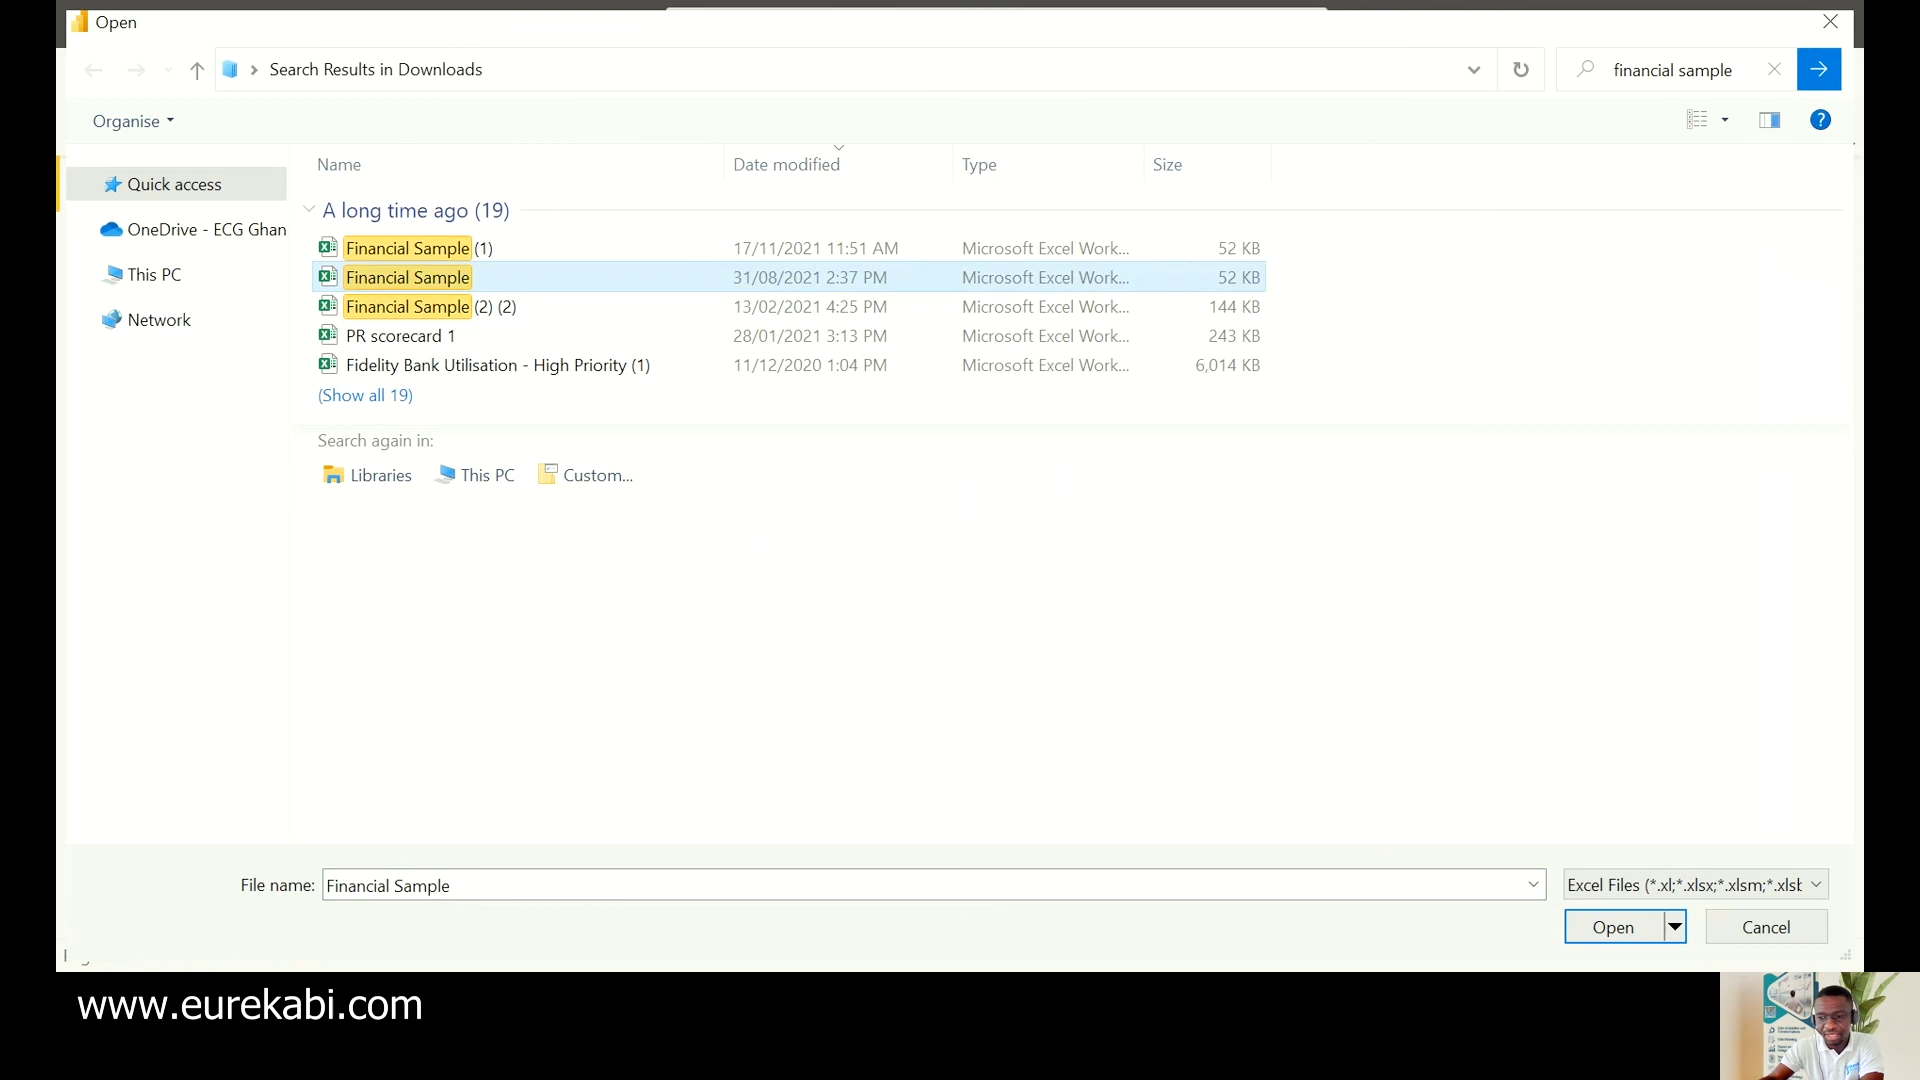 Open
Search Results in Downloads
financial sample
Organise
?
Name Date modified Type Size
Quick access
OneDrive - ECG Ghan
This PC
Network
A long time ago (19)
Financial Sample (1) 17/11/2021 11:51 AM Microsoft Excel Work... 52 KB
Financial Sample 31/08/2021 2:37 PM Microsoft Excel Work... 52 KB
Financial Sample (2) (2) 13/02/2021 4:25 PM Microsoft Excel Work... 144 KB
PR scorecard 1 28/01/2021 3:13 PM Microsoft Excel Work... 243 KB
Fidelity Bank Utilisation - High Priority (1) 11/12/2020 1:04 PM Microsoft Excel Work... 6,014 KB
(Show all 19)
Search again in:
Libraries This PC Custom...
File name: Financial Sample Excel Files (*.xl;*.xlsx;*.xlsm;*.xlsb
Open Cancel
www.eurekabi.com